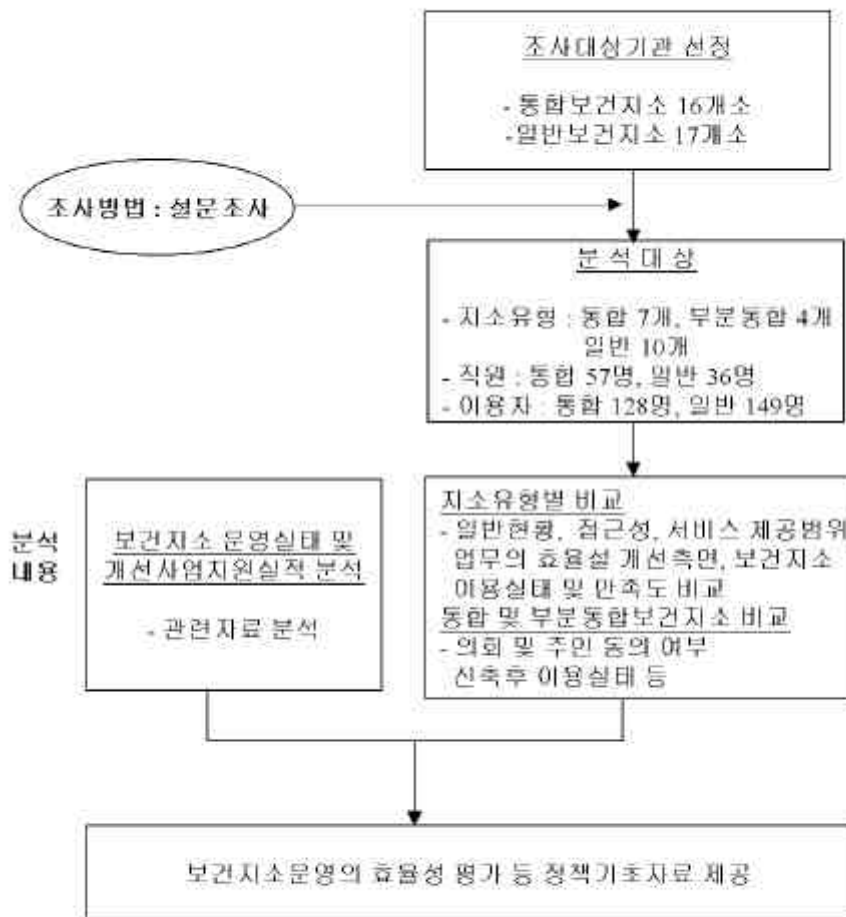 조사대상기관 선정
- 통합보건지소 16개소
-일반보건지소 17개소
조사방법 : 설문조사
분 석 대 상
- 지소유형 : 통합 7개, 부분통합 4개
일반 10개
- 직원 : 통합 57명, 일반 36명
- 이용자 : 통합 128명, 일반 149명
분석
내용
보건지소 운영실태 및
개선사업지원실적 분석
- 관련자료 분석
지소유형별 비교
- 일반현황, 접근성, 서비스 제공범위
업무의 효율설 개선측면, 보건지소
이용실태 및 만족도 비교
통합 및 부분통합보건지소 비교
- 의회 및 주민 동의 여부
신축후 이용실태 등
보건지소운영의 효율성 평가 등 정책기초자료 제공